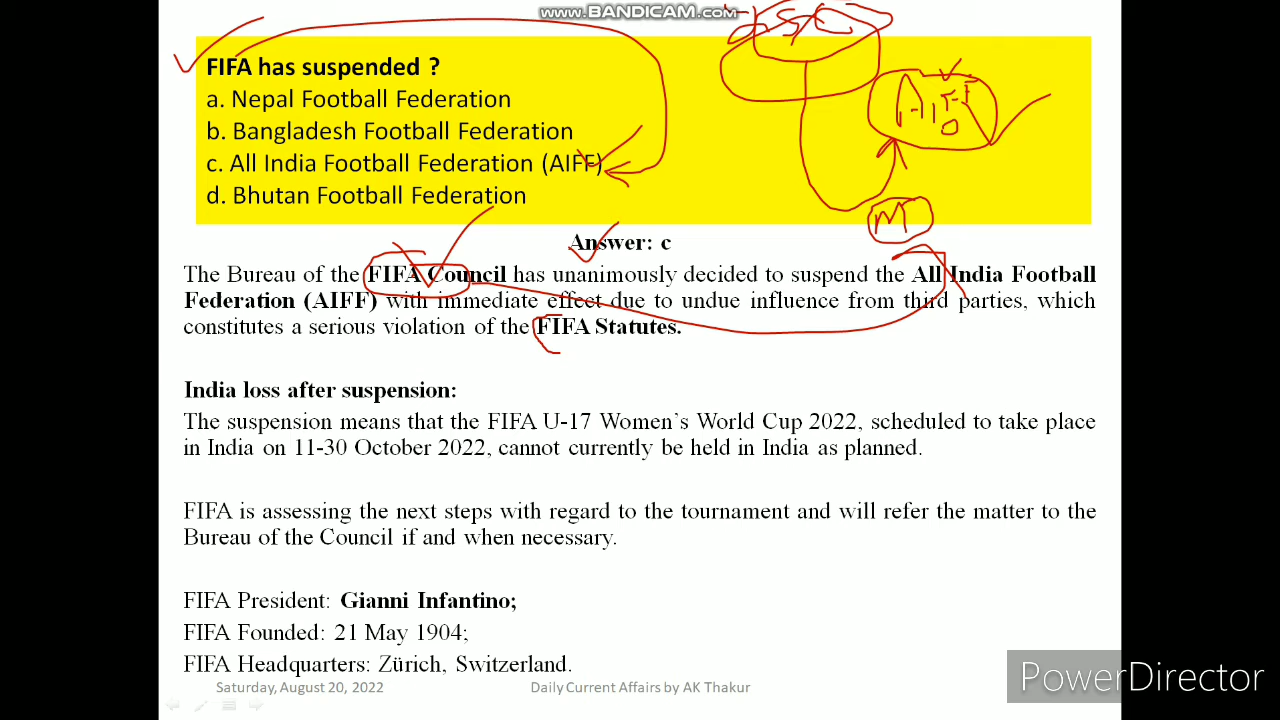 www.BANDICAM.com
FIFA has suspended ?
a. Nepal Football Federation
b. Bangladesh Football Federation
c. All India Football Federation (AIFF)
d. Bhutan Football Federation
Answer: c
The Bureau of the FIFA Council has unanimously decided to suspend the All India Football
Federation (AIFF) with immediate effect due to undue influence from third parties, which
constitutes a serious violation of the FIFA Statutes.
India loss after suspension:
The suspension means that the FIFA U-17 Women’s World Cup 2022, scheduled to take place
in India on 11-30 October 2022, cannot currently be held in India as planned.
FIFA is assessing the next steps with regard to the tournament and will refer the matter to the
Bureau of the Council if and when necessary.
FIFA President: Gianni Infantino;
FIFA Founded: 21 May 1904;
FIFA Headquarters: Zürich, Switzerland.
Saturday, August 20, 2022
Daily Current Affairs by AK Thakur
PowerDirector